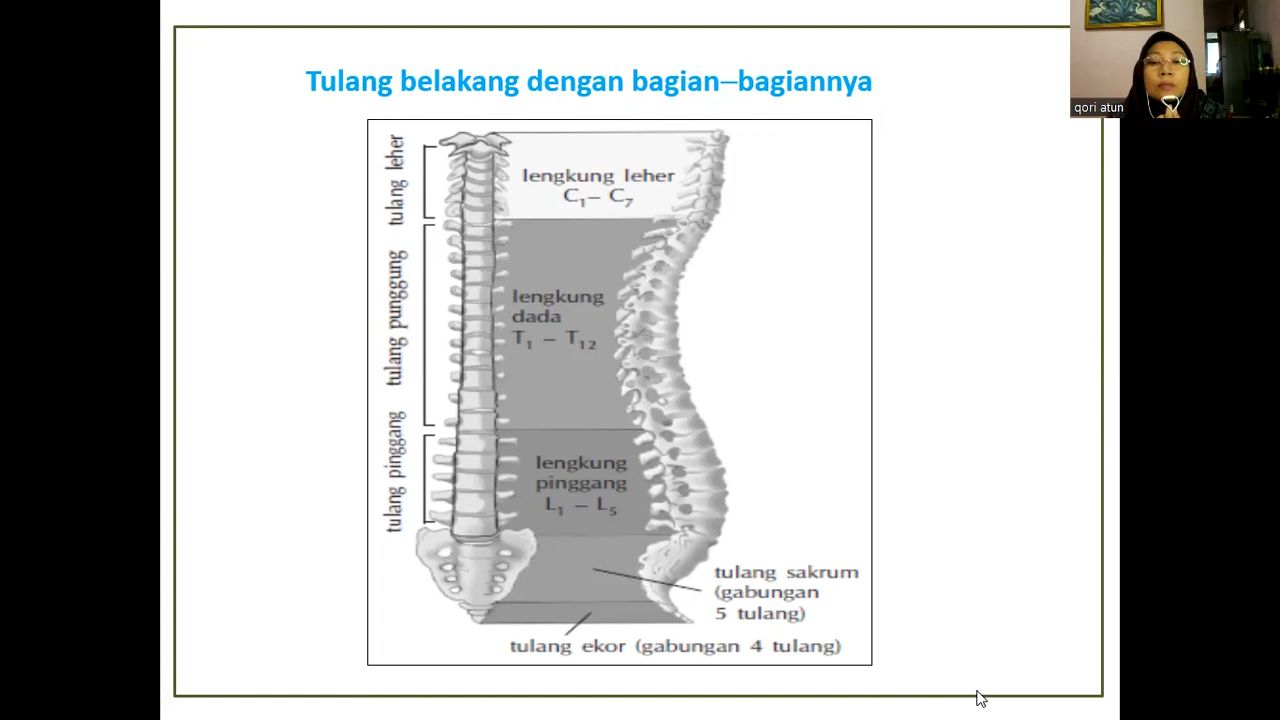 Tulang belakang dengan bagian–bagiannya
qori atun
tulang leher
lengkung leher
C1– C7
tulang punggung
lengkung
dada
T1 – T12
tulang pinggang
lengkung
pinggang
L1 – L5
tulang sakrum
(gabungan
5 tulang)
tulang ekor (gabungan 4 tulang)